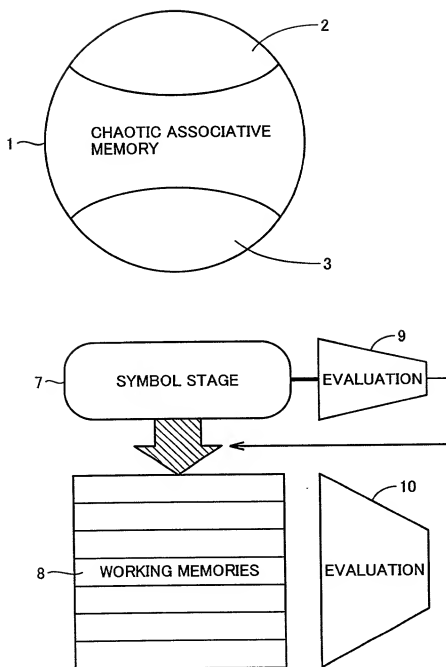 2
CHAOTIC ASSOCIATIVE
MEMORY
1
3
9
7
SYMBOL STAGE
EVALUATION
10
8
WORKING MEMORIES
EVALUATION